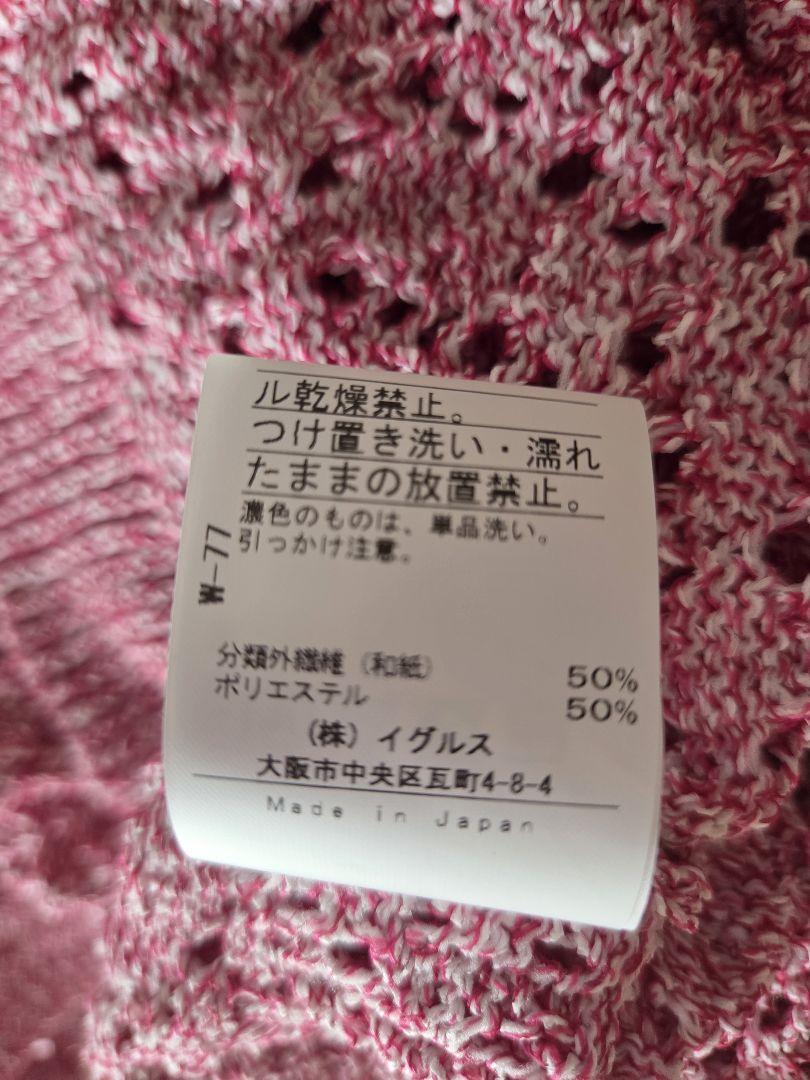 ル乾燥禁止。
つけ置き洗い・濡れ
たままの放置禁止。
濃色のものは、単品洗い。
引っかけ注意。
W-77
分類外繊維（和紙） 50%
ポリエステル 50%
（株）イグルス
大阪市中央区瓦町4-8-4
Made in Japan